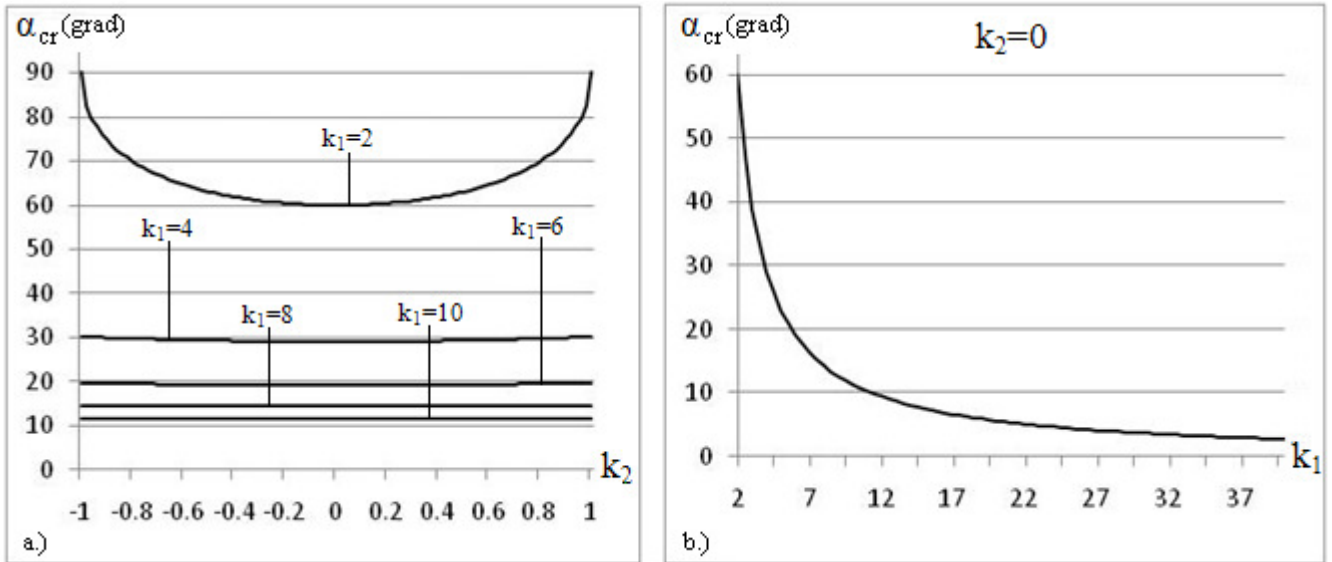 α cr (grad)
90
80
70
60
50
40
30
20
10
0
k1=2
k1=4
k1=6
k1=8
k1=10
k2
-1 -0.8 -0.6 -0.4 -0.2 0 0.2 0.4 0.6 0.8 1
a.)
α cr (grad)
k2=0
60
50
40
30
20
10
0
k1
2 7 12 17 22 27 32 37
b.)